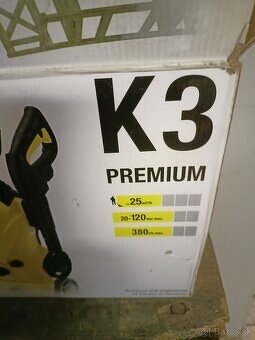 K3
PREMIUM
25 m²/h
20-120 bar max.
380 l/h max.